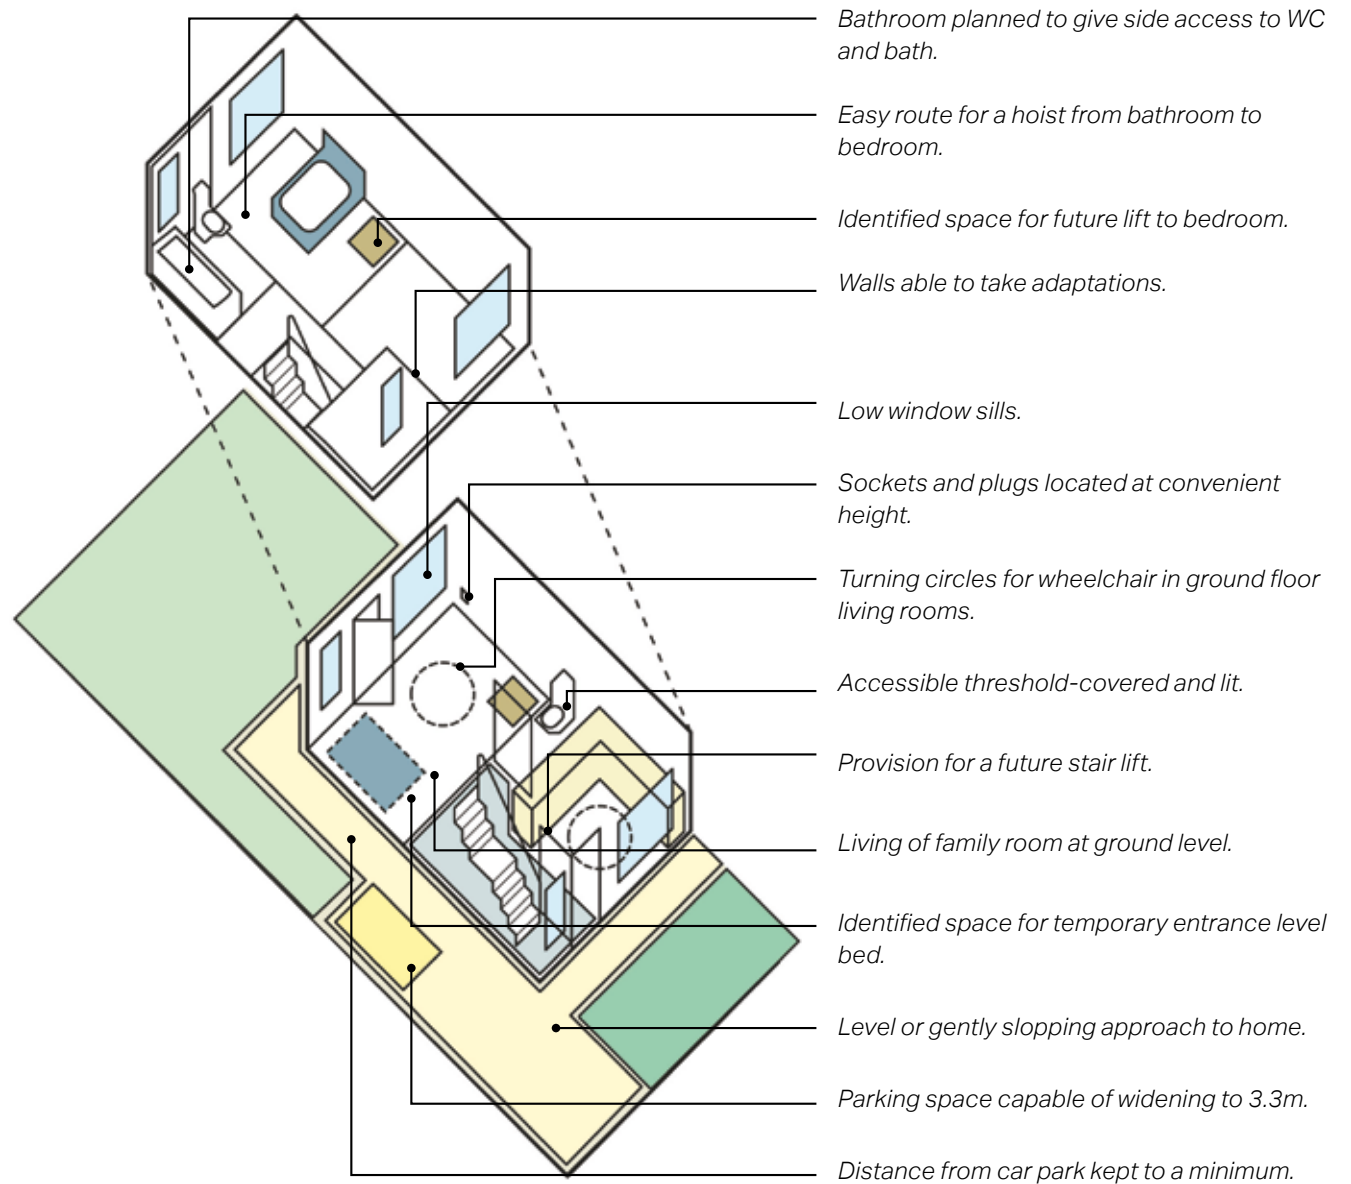 Bathroom planned to give side access to WC
and bath.
Easy route for a hoist from bathroom to
bedroom.
Identified space for future lift to bedroom.
Walls able to take adaptations.
Low window sills.
Sockets and plugs located at convenient
height.
Turning circles for wheelchair in ground floor
living rooms.
Accessible threshold-covered and lit.
Provision for a future stair lift.
Living of family room at ground level.
Identified space for temporary entrance level
bed.
Level or gently slopping approach to home.
Parking space capable of widening to 3.3m.
Distance from car park kept to a minimum.